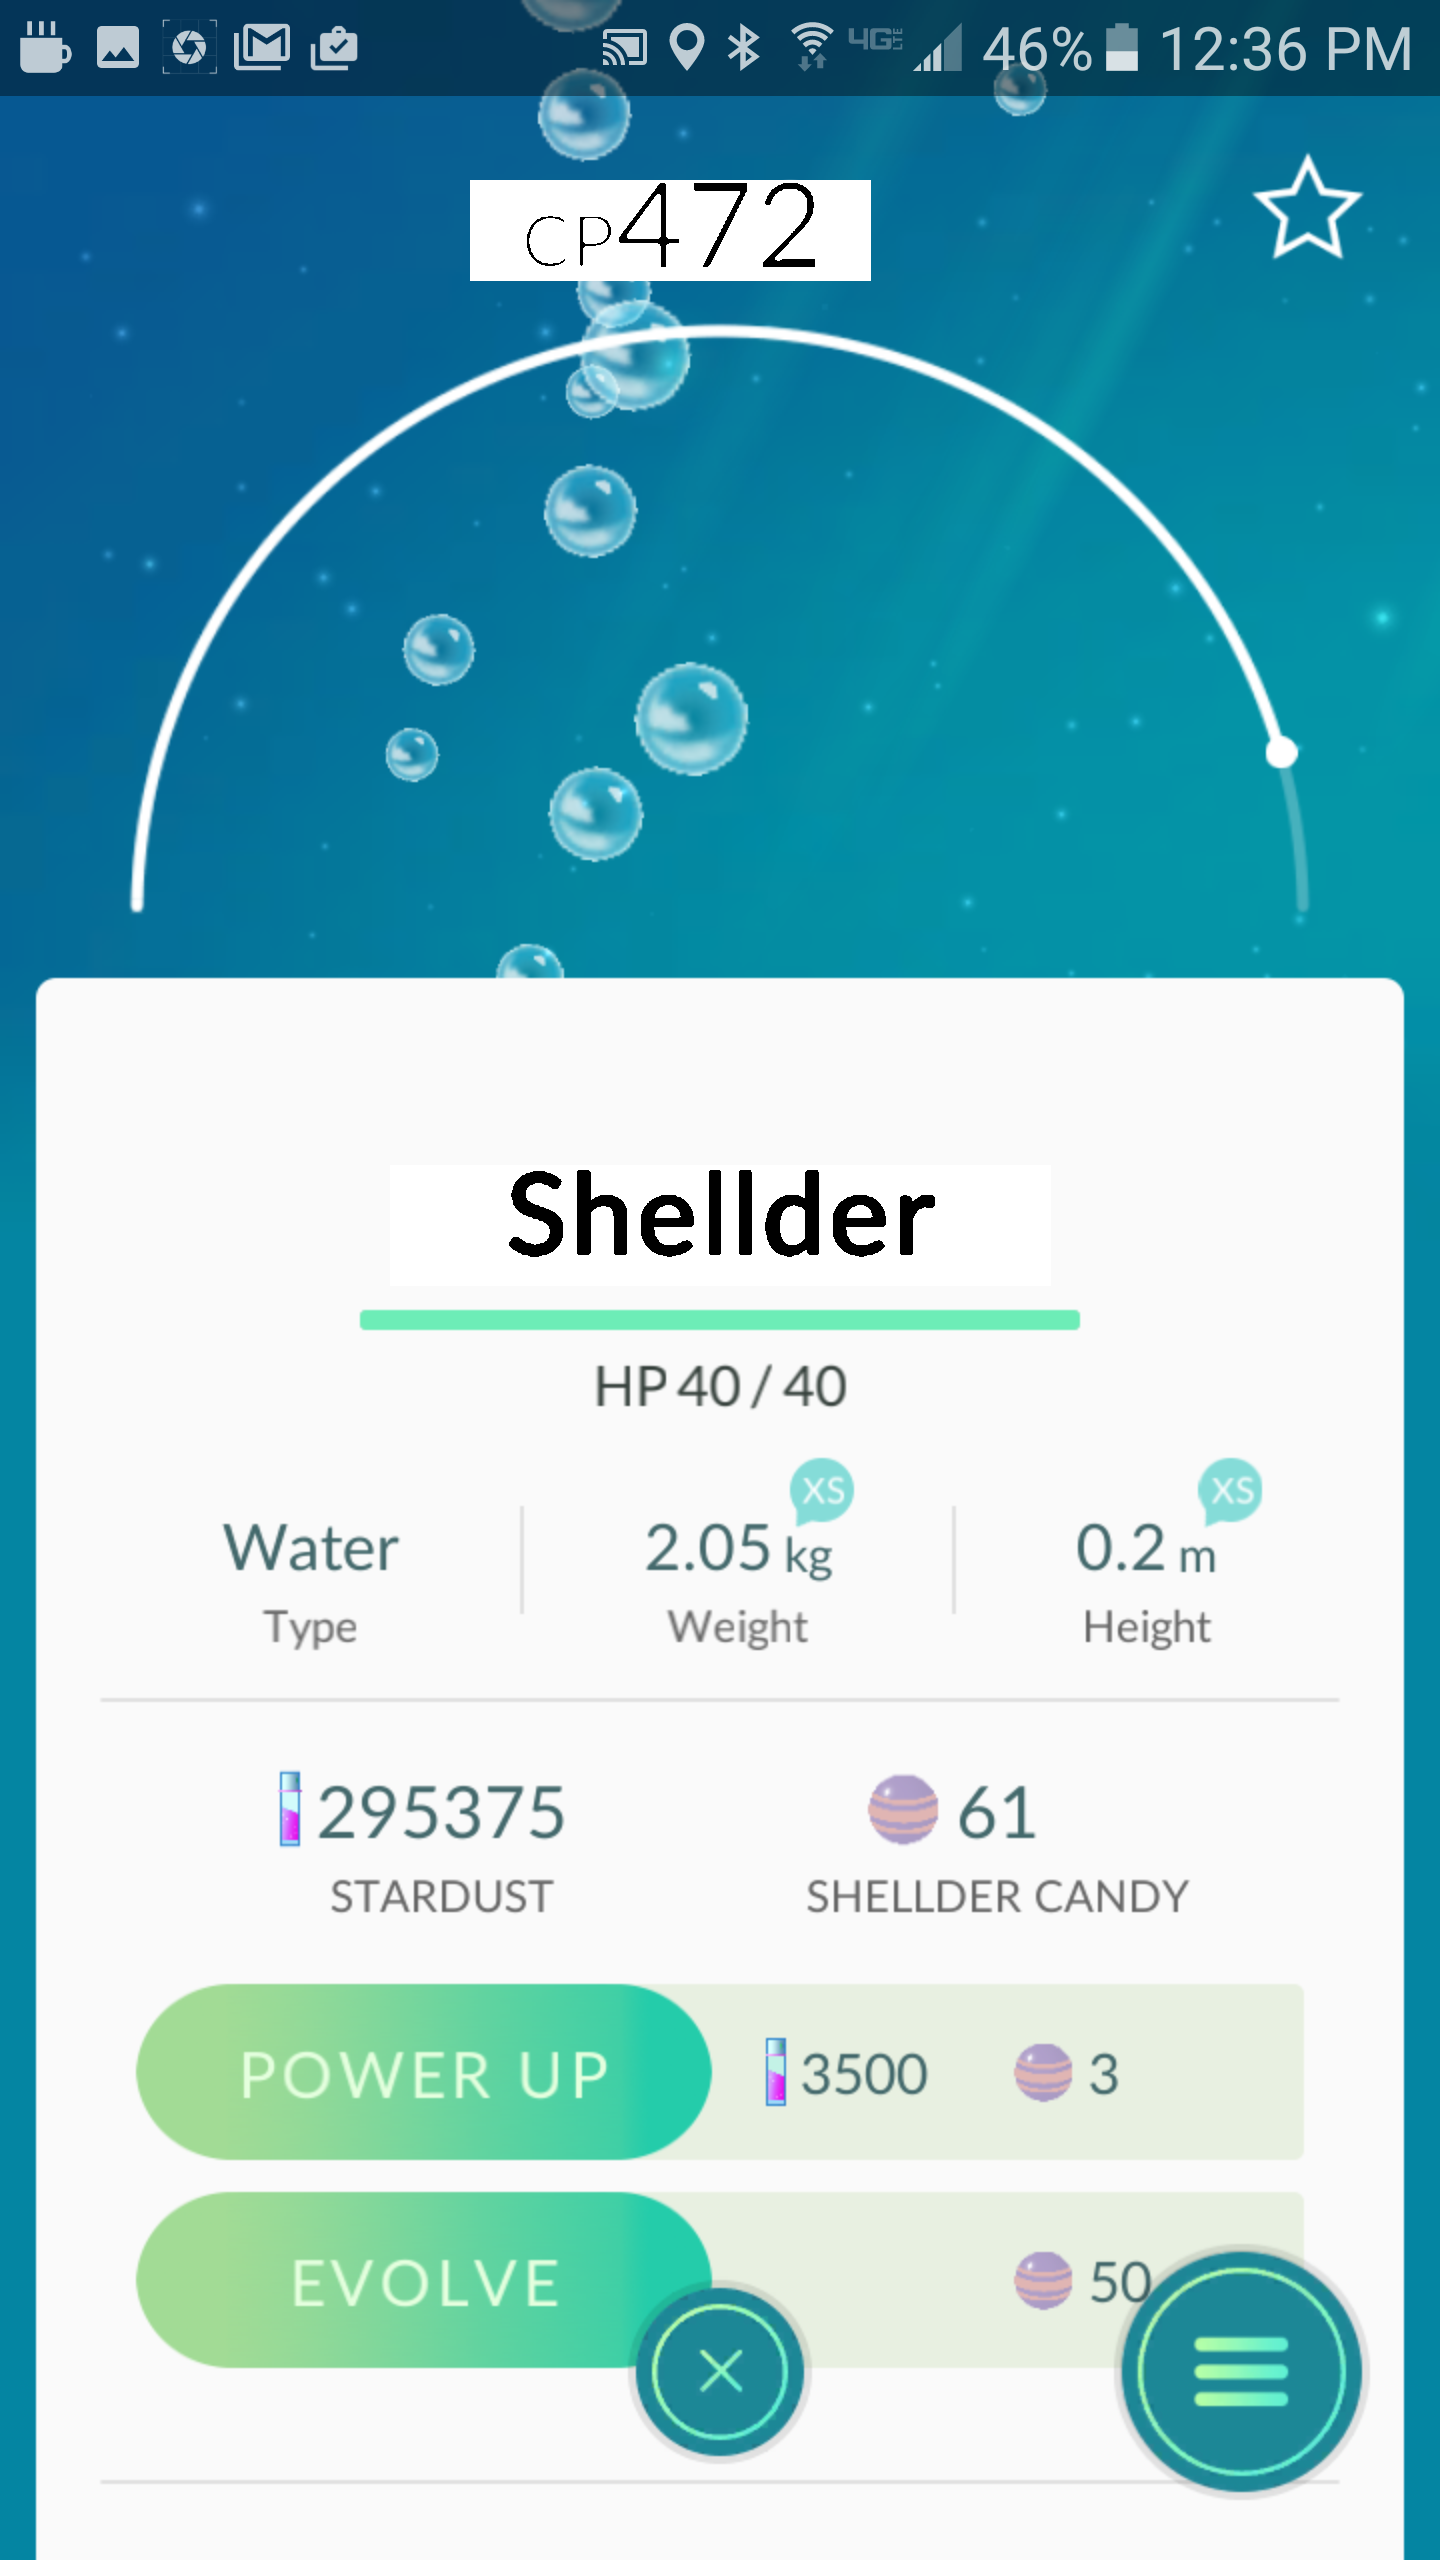 4G LTE 46% 12:36 PM
CP472
Shellder
HP 40 / 40
XS XS
Water 2.05 kg 0.2 m
Type Weight Height
295375 61
STARDUST SHELLDER CANDY
POWER UP 3500 3
EVOLVE 50